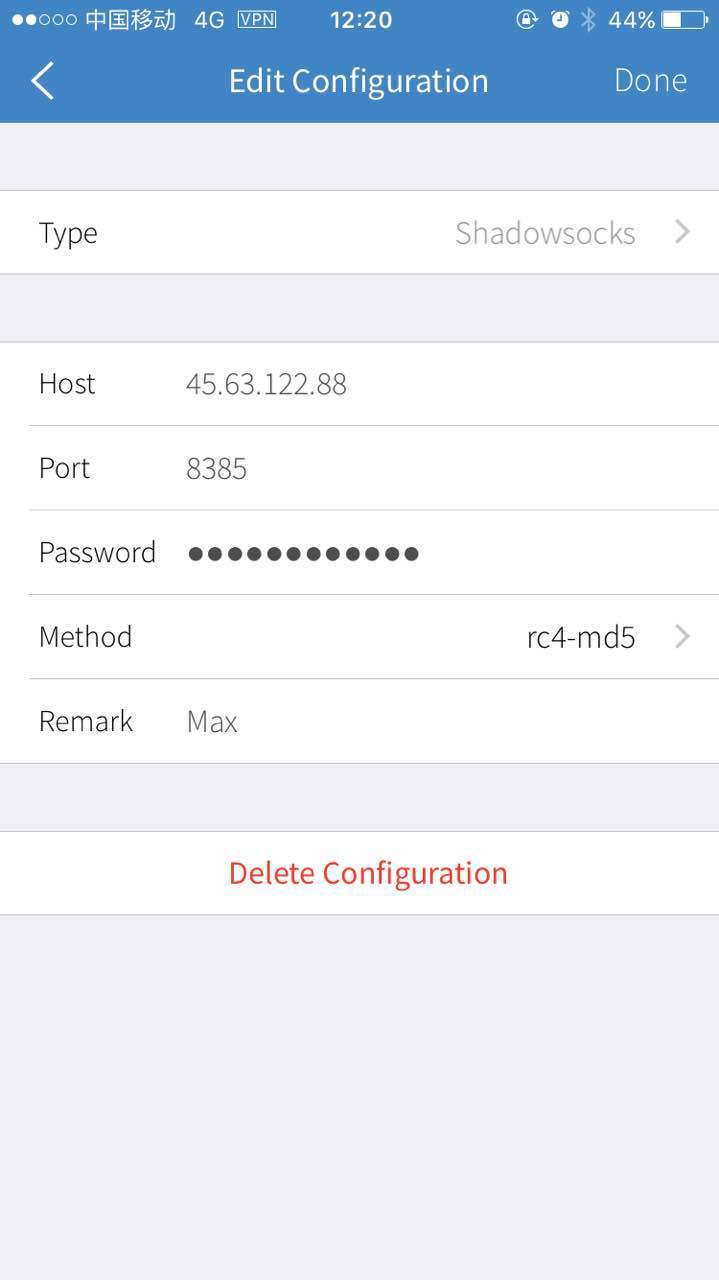 中国移动 4G VPN 12:20 44%
Edit Configuration Done
Type Shadowsocks
Host 45.63.122.88
Port 8385
Password ●●●●●●●●●●●●
Method rc4-md5
Remark Max
Delete Configuration